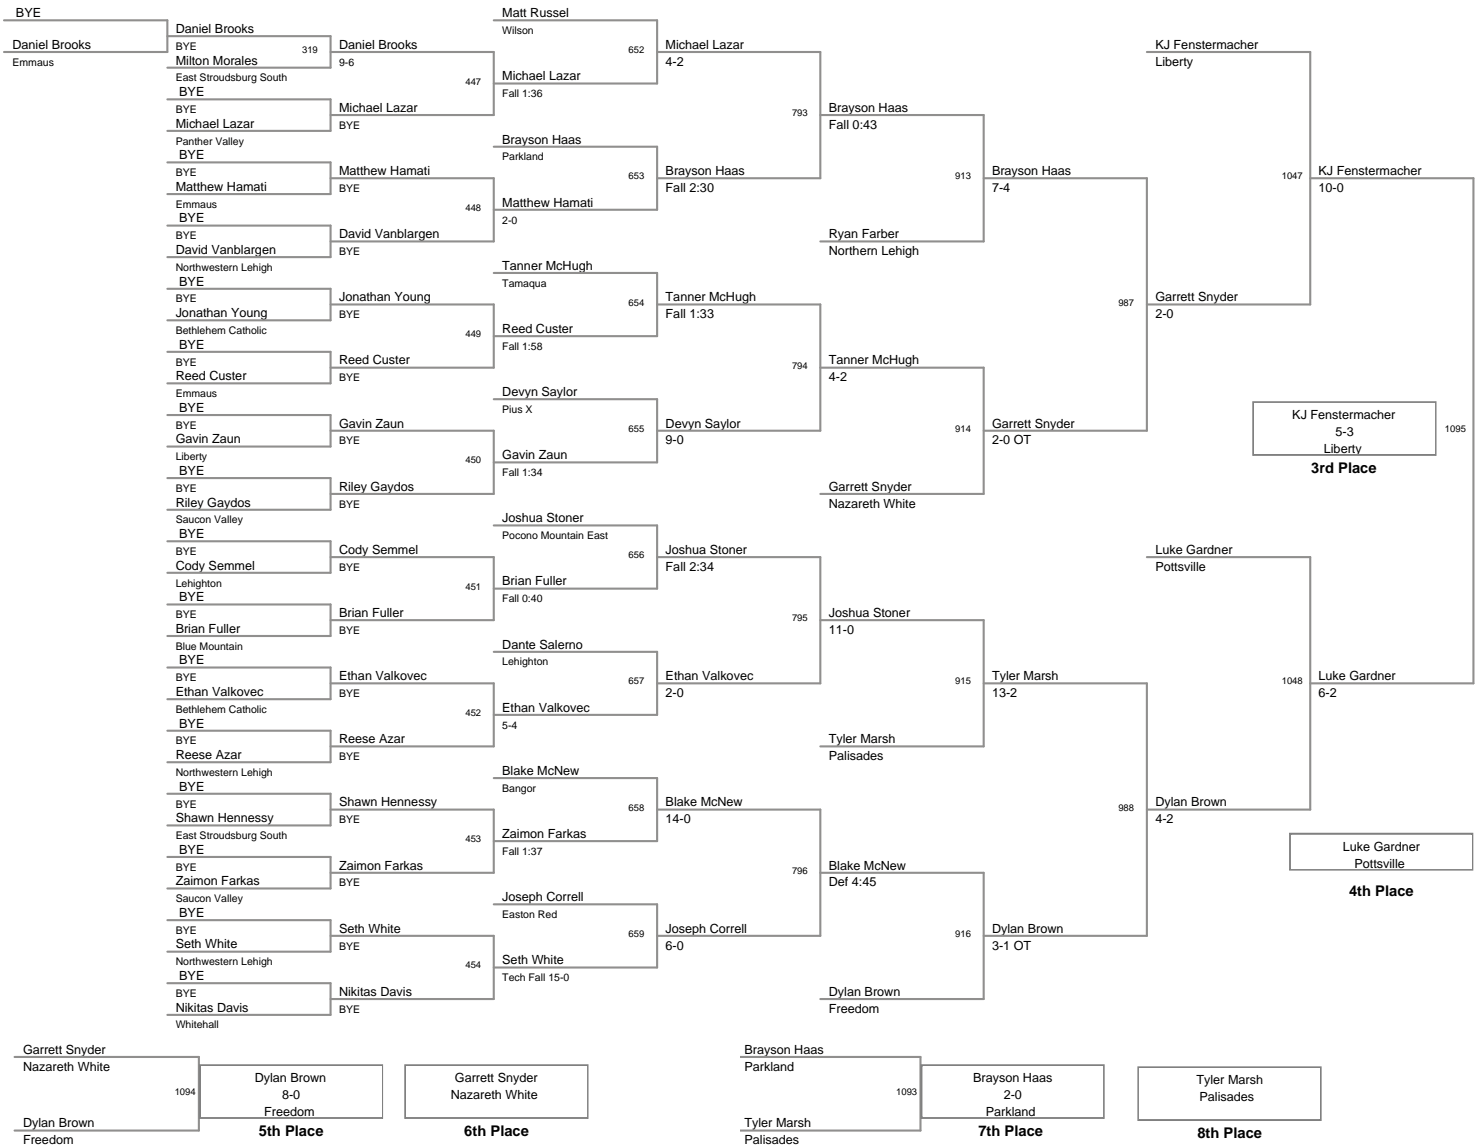 BYE
Daniel Brooks
Emmaus
Daniel Brooks
BYE
319
Milton Morales
East Stroudsburg South
BYE
BYE
Michael Lazar
Panther Valley
BYE
BYE
Matthew Hamati
Emmaus
BYE
BYE
David Vanblargen
Northwestern Lehigh
BYE
BYE
Jonathan Young
Bethlehem Catholic
BYE
BYE
Reed Custer
Emmaus
BYE
BYE
Gavin Zaun
Liberty
BYE
BYE
Riley Gaydos
Saucon Valley
BYE
BYE
Cody Semmel
Lehighton
BYE
BYE
Brian Fuller
Blue Mountain
BYE
BYE
Ethan Valkovec
Bethlehem Catholic
BYE
BYE
Reese Azar
Northwestern Lehigh
BYE
BYE
Shawn Hennessy
East Stroudsburg South
BYE
BYE
Zaimon Farkas
Saucon Valley
BYE
BYE
Seth White
Northwestern Lehigh
BYE
BYE
Nikitas Davis
Whitehall
Daniel Brooks
9-6
447
Michael Lazar
BYE
Matthew Hamati
BYE
448
David Vanblargen
BYE
Jonathan Young
BYE
449
Reed Custer
BYE
Gavin Zaun
BYE
450
Riley Gaydos
BYE
Cody Semmel
BYE
451
Brian Fuller
BYE
Ethan Valkovec
BYE
452
Reese Azar
BYE
Shawn Hennessy
BYE
453
Zaimon Farkas
BYE
Seth White
BYE
454
Nikitas Davis
BYE
Matt Russel
Wilson
652
Michael Lazar
Fall 1:36
Brayson Haas
Parkland
653
Matthew Hamati
2-0
Tanner McHugh
Tamaqua
654
Reed Custer
Fall 1:58
Devyn Saylor
Pius X
655
Gavin Zaun
Fall 1:34
Joshua Stoner
Pocono Mountain East
656
Brian Fuller
Fall 0:40
Dante Salerno
Lehighton
657
Ethan Valkovec
5-4
Blake McNew
Bangor
658
Zaimon Farkas
Fall 1:37
Joseph Correll
Easton Red
659
Seth White
Tech Fall 15-0
Michael Lazar
4-2
793
Brayson Haas
Fall 2:30
Tanner McHugh
Fall 1:33
794
Devyn Saylor
9-0
Joshua Stoner
Fall 2:34
795
Ethan Valkovec
2-0
Blake McNew
14-0
796
Joseph Correll
6-0
Brayson Haas
Fall 0:43
913
Ryan Farber
Northern Lehigh
Tanner McHugh
4-2
914
Garrett Snyder
Nazareth White
Joshua Stoner
11-0
915
Tyler Marsh
Palisades
Blake McNew
Def 4:45
916
Dylan Brown
Freedom
Brayson Haas
7-4
987
Garrett Snyder
2-0 OT
Tyler Marsh
13-2
988
Dylan Brown
3-1 OT
KJ Fenstermacher
Liberty
1047
Garrett Snyder
2-0
Luke Gardner
Pottsville
1048
Dylan Brown
4-2
KJ Fenstermacher
10-0
1095
Luke Gardner
6-2
KJ Fenstermacher
5-3
Liberty
3rd Place
Luke Gardner
Pottsville
4th Place
Garrett Snyder
Nazareth White
1094
Dylan Brown
Freedom
Dylan Brown
8-0
Freedom
5th Place
Garrett Snyder
Nazareth White
6th Place
Brayson Haas
Parkland
1093
Tyler Marsh
Palisades
Brayson Haas
2-0
Parkland
7th Place
Tyler Marsh
Palisades
8th Place